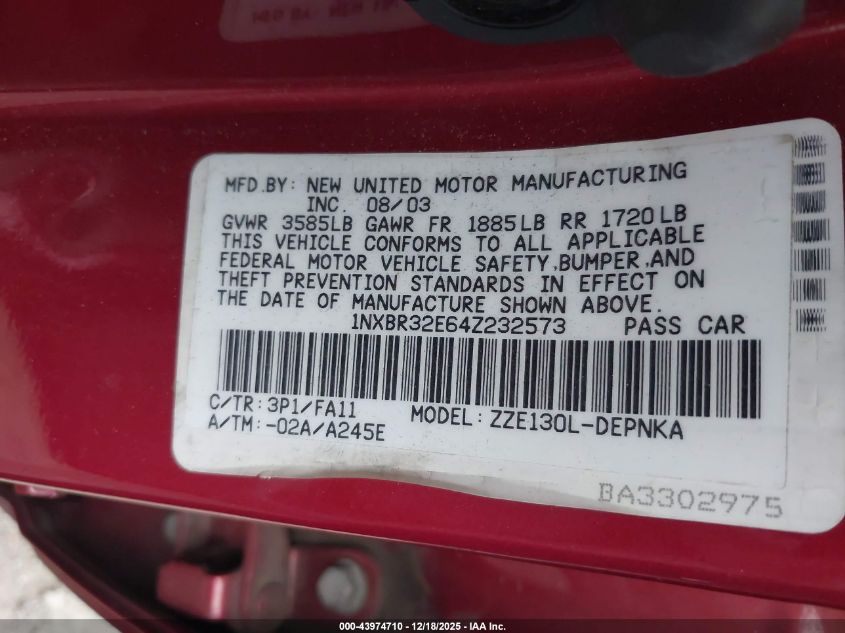 MFD.BY: NEW UNITED MOTOR MANUFACTURING
INC. 08/03
GVWR 3585LB GAWR FR 1885LB RR 1720LB
THIS VEHICLE CONFORMS TO ALL APPLICABLE
FEDERAL MOTOR VEHICLE SAFETY,BUMPER,AND
THEFT PREVENTION STANDARDS IN EFFECT ON
THE DATE OF MANUFACTURE SHOWN ABOVE.
1NXBR32E64Z232573 PASS CAR
C/TR:3P1/FA11 MODEL:ZZE130L-DEPNKA
A/TM:-02A/A245E
BA3302975
000-43974710 - 12/18/2025 - IAA Inc.